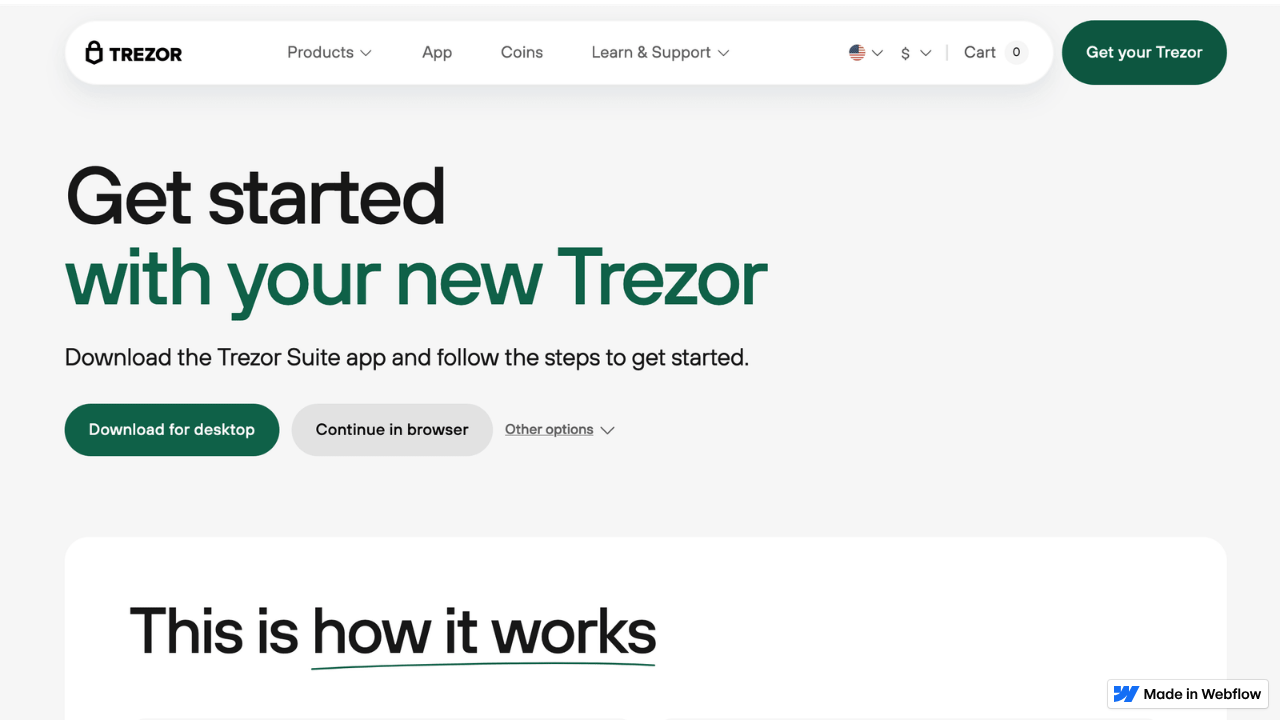 TREZOR
Products
App
Coins
Learn & Support
$
Cart
0
Get your Trezor
Get started
with your new Trezor
Download the Trezor Suite app and follow the steps to get started.
Download for desktop
Continue in browser
Other options
This is how it works
Made in Webflow